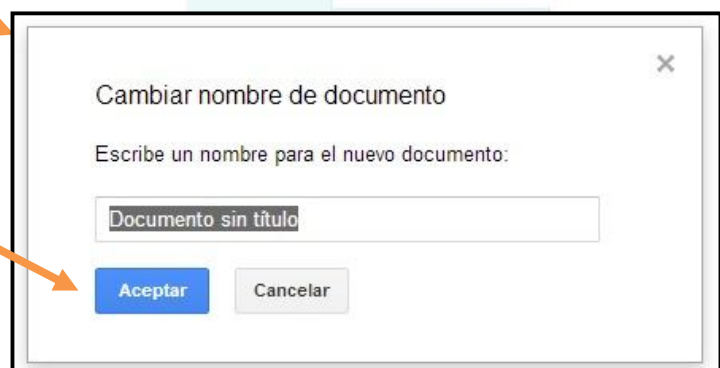 Cambiar nombre de documento
Escribe un nombre para el nuevo documento:
Documento sin título
Aceptar Cancelar